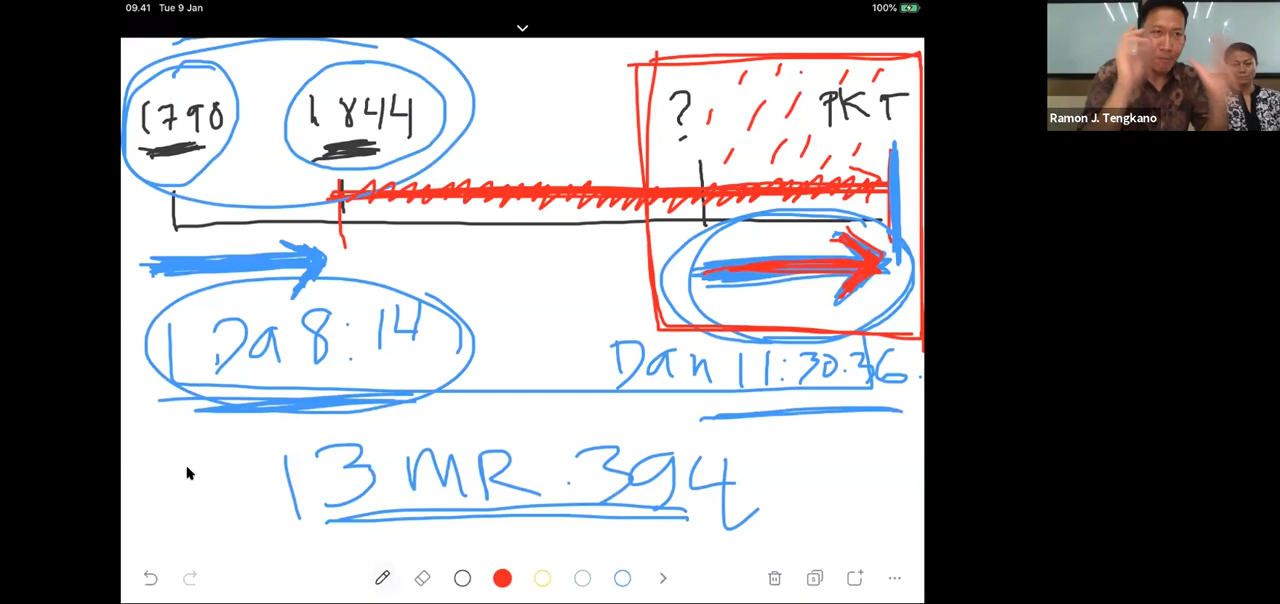 09.41 Tue 9 Jan
100%
1798 1844 ? PKT
Da 8:14
Dan 11:30.36.
13 MR. 394
Ramon J. Tengkano